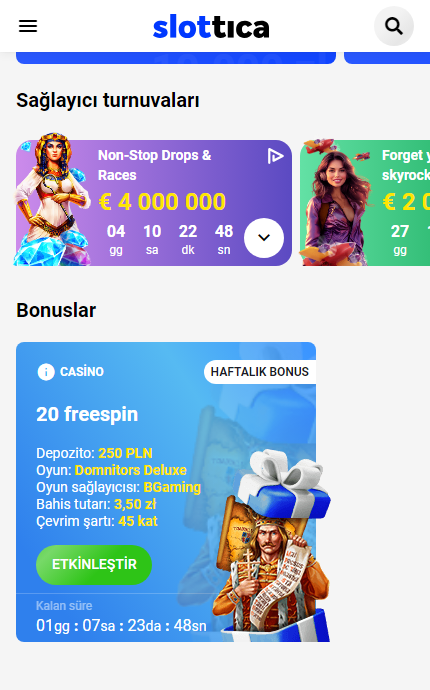 slottica
Sağlayıcı turnuvaları
Non-Stop Drops &
Races
€ 4 000 000
04 10 22 48
gg sa dk sn
Forget y
skyrock
€ 2 0
27
gg
Bonuslar
CASİNO
HAFTALIK BONUS
20 freespin
Depozito: 250 PLN
Oyun: Domnitors Deluxe
Oyun sağlayıcısı: BGaming
Bahis tutarı: 3,50 zł
Çevrim şartı: 45 kat
ETKİNLEŞTİR
Kalan süre
01gg : 07sa : 23da : 48sn